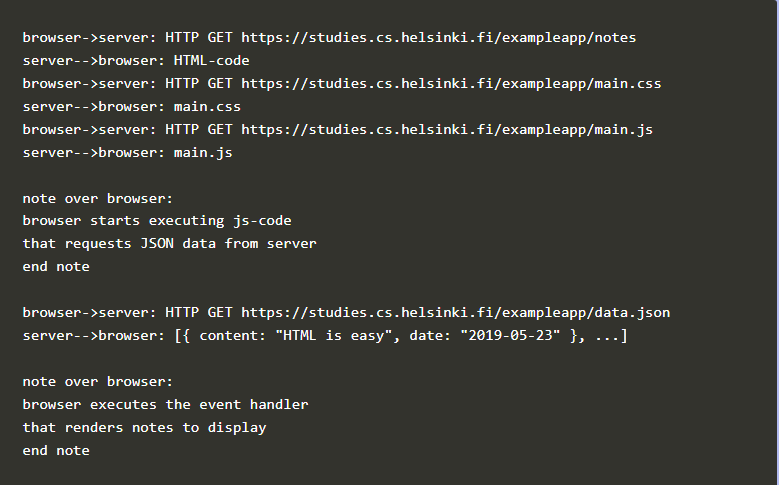 browser->server: HTTP GET https://studies.cs.helsinki.fi/exampleapp/notes
server-->browser: HTML-code
browser->server: HTTP GET https://studies.cs.helsinki.fi/exampleapp/main.css
server-->browser: main.css
browser->server: HTTP GET https://studies.cs.helsinki.fi/exampleapp/main.js
server-->browser: main.js

note over browser:
browser starts executing js-code
that requests JSON data from server
end note

browser->server: HTTP GET https://studies.cs.helsinki.fi/exampleapp/data.json
server-->browser: [{ content: "HTML is easy", date: "2019-05-23" }, ...]

note over browser:
browser executes the event handler
that renders notes to display
end note